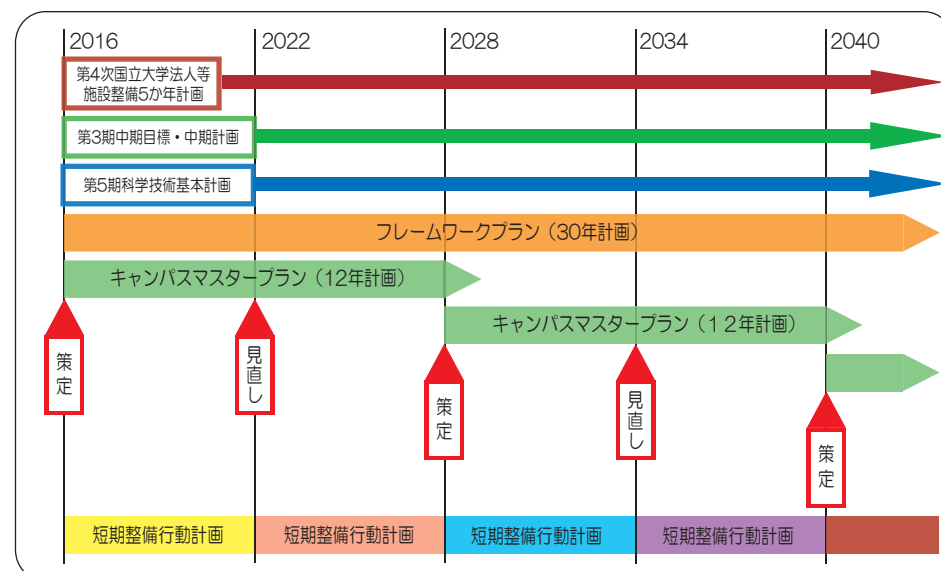 2016
2022
2028
2034
2040
第4次国立大学法人等
施設整備5か年計画
第3期中期目標・中期計画
第5期科学技術基本計画
フレームワークプラン（30年計画）
キャンパスマスタープラン（12年計画）
キャンパスマスタープラン（１２年計画）
策定
見直し
策定
見直し
策定
短期整備行動計画
短期整備行動計画
短期整備行動計画
短期整備行動計画